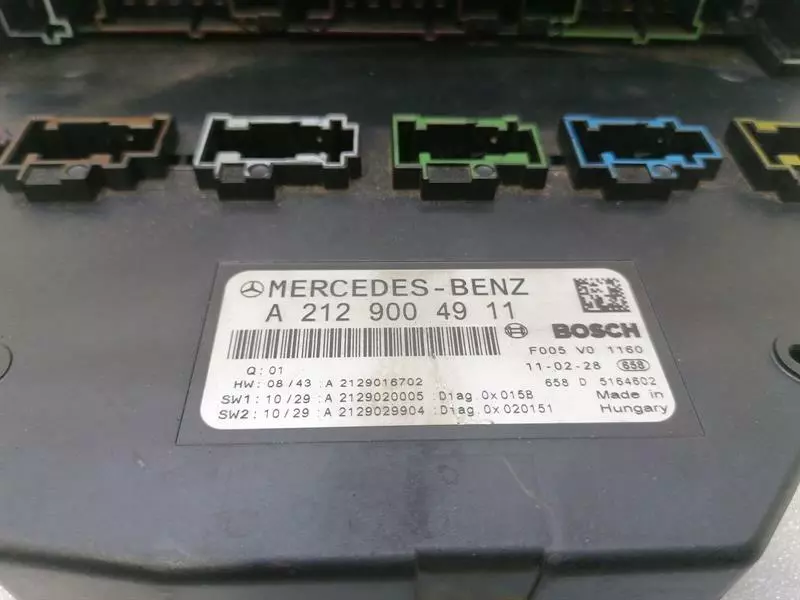 MERCEDES-BENZ
A 212 900 49 11
BOSCH
F005 V0 1160
Q: 01
11-02-28 658
HW: 08/43 :A 2129016702
658 D 5164602
SW1: 10/29 :A 2129020005 :Diag.0x015B
Made in
SW2: 10/29 :A 2129029904 :Diag.0x020151
Hungary